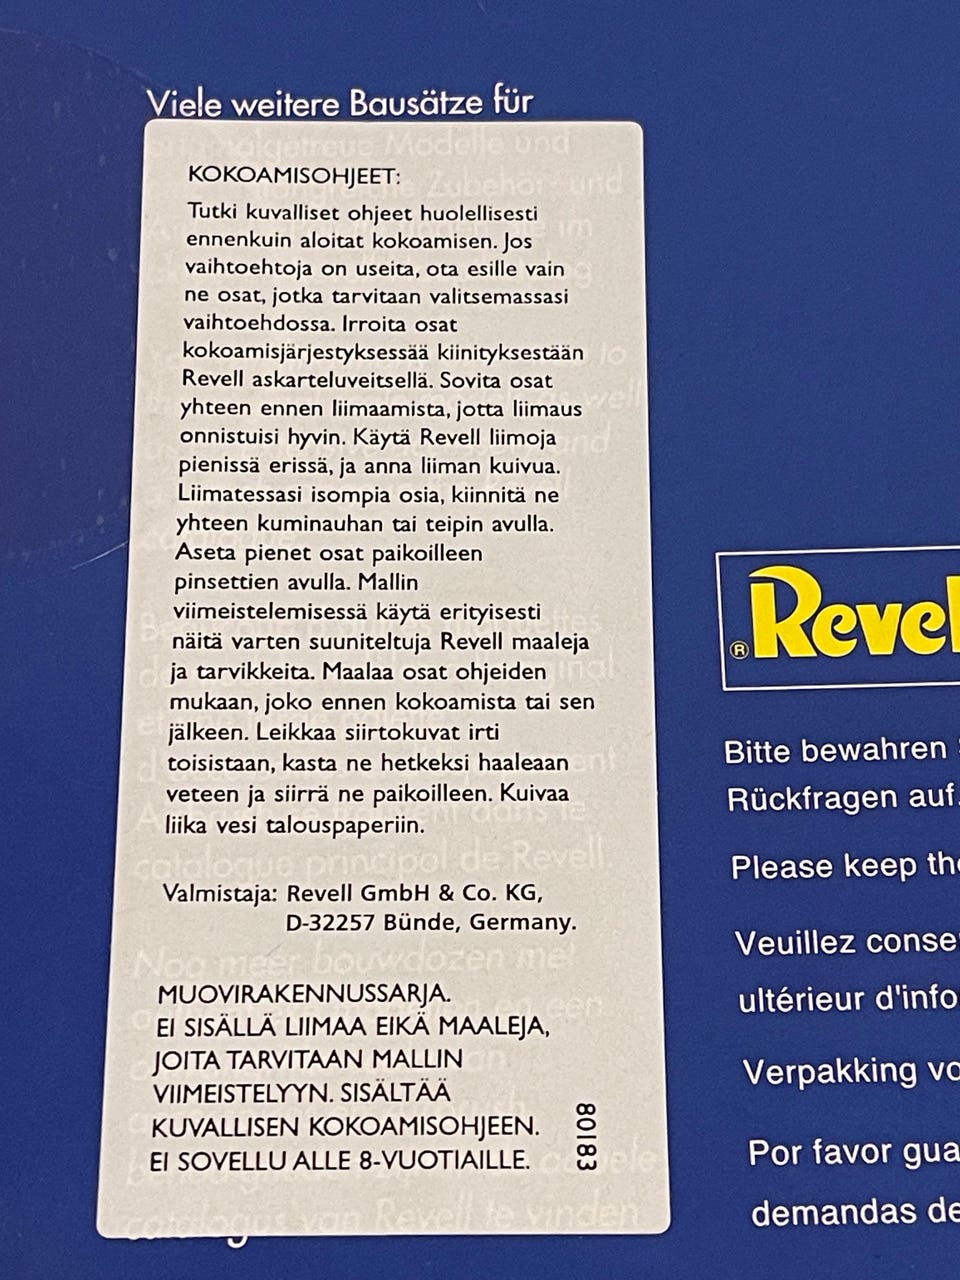 Viele weitere Bausätze für
KOKOAMISOHJEET:
Tutki kuvalliset ohjeet huolellisesti
ennenkuin aloitat kokoamisen. Jos
vaihtoehtoja on useita, ota esille vain
ne osat, jotka tarvitaan valitsemassasi
vaihtoehdossa. Irroita osat
kokoamisjärjestyksessää kiinityksestään
Revell askarteluveitsellä. Sovita osat
yhteen ennen liimaamista, jotta liimaus
onnistuisi hyvin. Käytä Revell liimoja
pienissä erissä, ja anna liiman kuivua.
Liimatessasi isompia osia, kiinnitä ne
yhteen kuminauhan tai teipin avulla.
Aseta pienet osat paikoilleen
pinsettien avulla. Mallin
viimeistelemisessä käytä erityisesti
näitä varten suuniteltuja Revell maaleja
ja tarvikkeita. Maalaa osat ohjeiden
mukaan, joko ennen kokoamista tai sen
jälkeen. Leikkaa siirtokuvat irti
toisistaan, kasta ne hetkeksi haaleaan
veteen ja siirrä ne paikoilleen. Kuivaa
liika vesi talouspaperiin.
Valmistaja: Revell GmbH & Co. KG,
D-32257 Bünde, Germany.
MUOVIRAKENNUSSARJA.
EI SISÄLLÄ LIIMAA EIKÄ MAALEJA,
JOITA TARVITAAN MALLIN
VIIMEISTELYYN. SISÄLTÄÄ
KUVALLISEN KOKOAMISOHJEEN.
EI SOVELLU ALLE 8-VUOTIAILLE.
80183
catalogus van Revell te vinden
® Revell
Bitte bewahren
Rückfragen auf.
Please keep
Veuillez
ultérieur
Verpakking
Por favor
demandas